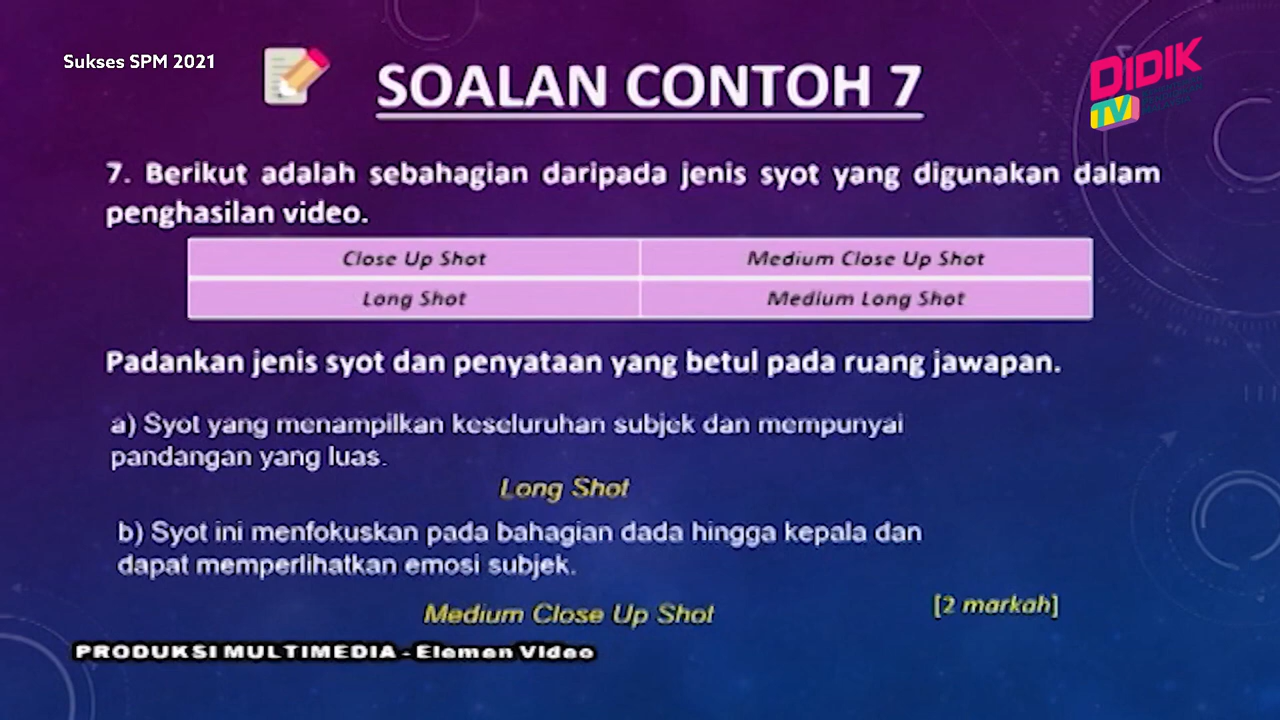 Sukses SPM 2021
SOALAN CONTOH 7
DIDIK
TV
7. Berikut adalah sebahagian daripada jenis syot yang digunakan dalam
penghasilan video.
Close Up Shot
Medium Close Up Shot
Long Shot
Medium Long Shot
Padankan jenis syot dan penyataan yang betul pada ruang jawapan.
a) Syot yang menampilkan keseluruhan subjek dan mempunyai
pandangan yang luas.
Long Shot
b) Syot ini menfokuskan pada bahagian dada hingga kepala dan
dapat memperlihatkan emosi subjek.
Medium Close Up Shot
[2 markah]
PRODUKSI MULTIMEDIA - Elemen Video